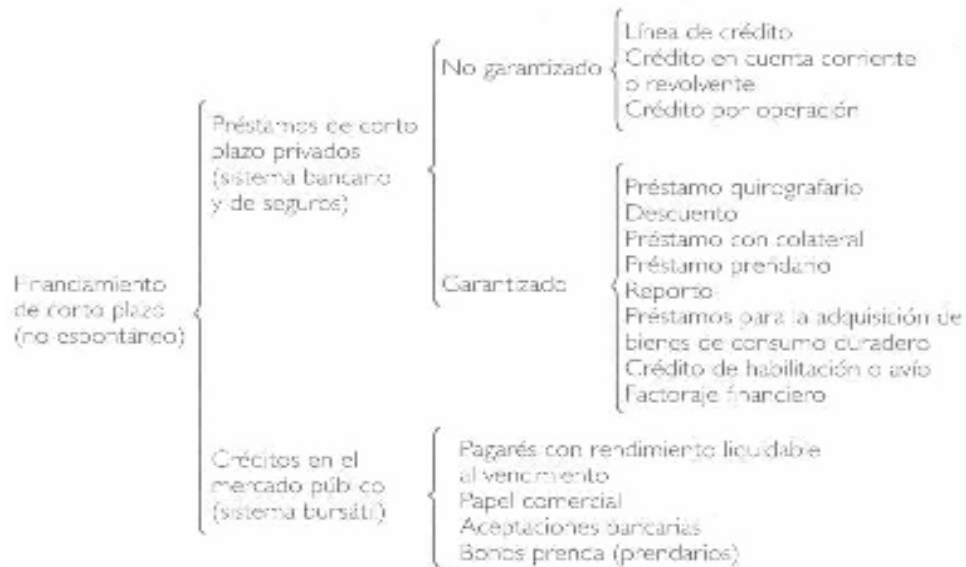 Financiamiento
de corto plazo
(no espontáneo)
Préstamos de corto
plazo privados
(sistema bancario
y de seguros)
No garantizado
Línea de crédito
Crédito en cuenta corriente
o revolvente
Crédito por operación
Garantizado
Préstamo quirografario
Descuento
Préstamo con colateral
Préstamo prendario
Reporto
Préstamos para la adquisición de
bienes de consumo duradero
Crédito de habilitación o avío
Factoraje financiero
Créditos en el
mercado público
(sistema bursátil)
Pagarés con rendimiento liquidable
al vencimiento
Papel comercial
Aceptaciones bancarias
Bonos prenda (prendarios)